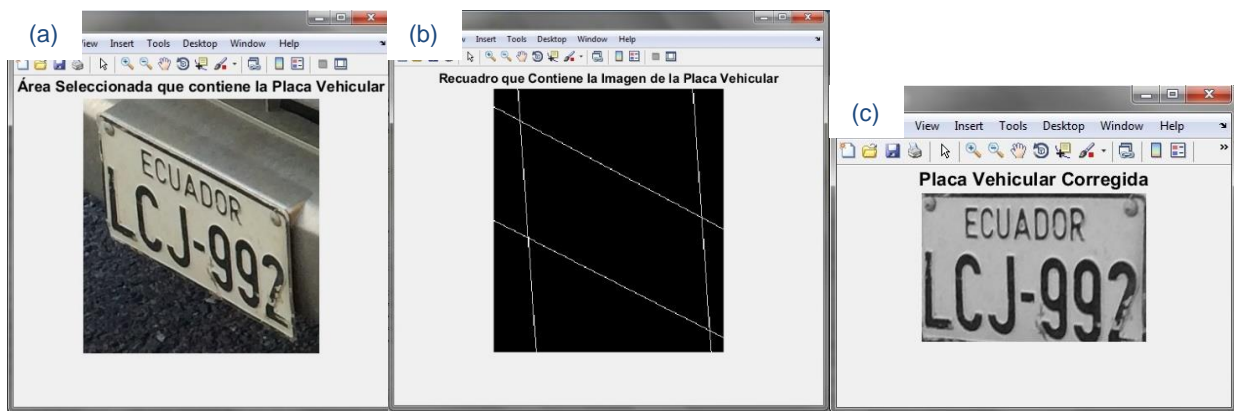 (a)
View Insert Tools Desktop Window Help
Área Seleccionada que contiene la Placa Vehicular
ECUADOR
LCJ-992
(b)
View Insert Tools Desktop Window Help
Recuadro que Contiene la Imagen de la Placa Vehicular
(c)
View Insert Tools Desktop Window Help
Placa Vehicular Corregida
ECUADOR
LCJ-992